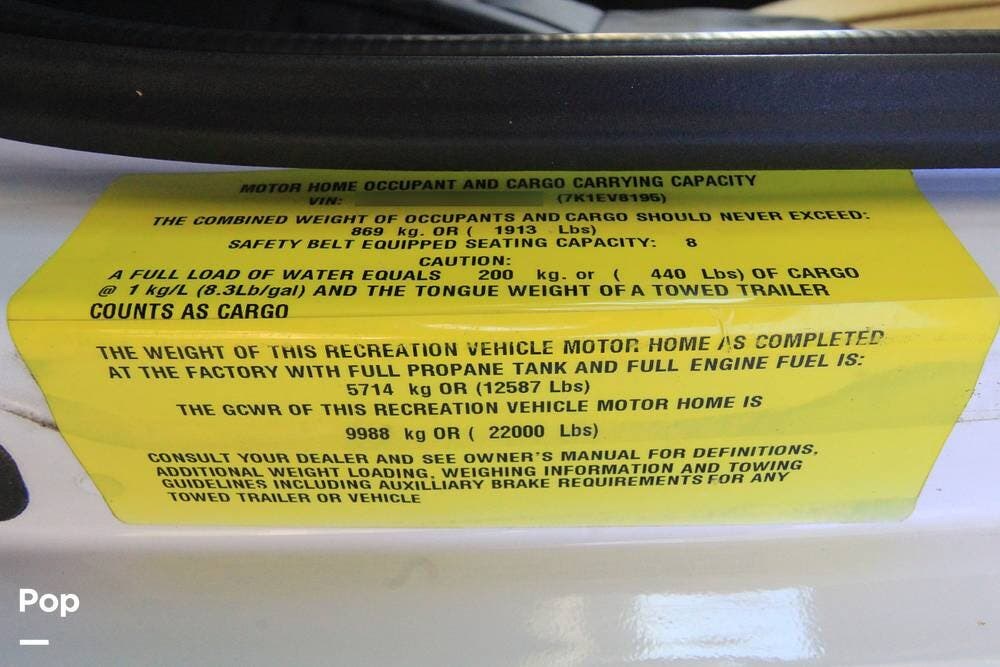 MOTOR HOME OCCUPANT AND CARGO CARRYING CAPACITY
VIN: (7K1EV8195)
THE COMBINED WEIGHT OF OCCUPANTS AND CARGO SHOULD NEVER EXCEED:
869 kg. OR ( 1913 Lbs)
SAFETY BELT EQUIPPED SEATING CAPACITY: 8
CAUTION:
A FULL LOAD OF WATER EQUALS 200 kg. or ( 440 Lbs) OF CARGO
@ 1 kg/L (8.3Lb/gal) AND THE TONGUE WEIGHT OF A TOWED TRAILER
COUNTS AS CARGO
THE WEIGHT OF THIS RECREATION VEHICLE MOTOR HOME AS COMPLETED
AT THE FACTORY WITH FULL PROPANE TANK AND FULL ENGINE FUEL IS:
5714 kg OR (12587 Lbs)
THE GCWR OF THIS RECREATION VEHICLE MOTOR HOME IS
9988 kg OR ( 22000 Lbs)
CONSULT YOUR DEALER AND SEE OWNER'S MANUAL FOR DEFINITIONS,
ADDITIONAL WEIGHT LOADING, WEIGHING INFORMATION AND TOWING
GUIDELINES INCLUDING AUXILLIARY BRAKE REQUIREMENTS FOR ANY
TOWED TRAILER OR VEHICLE
Pop